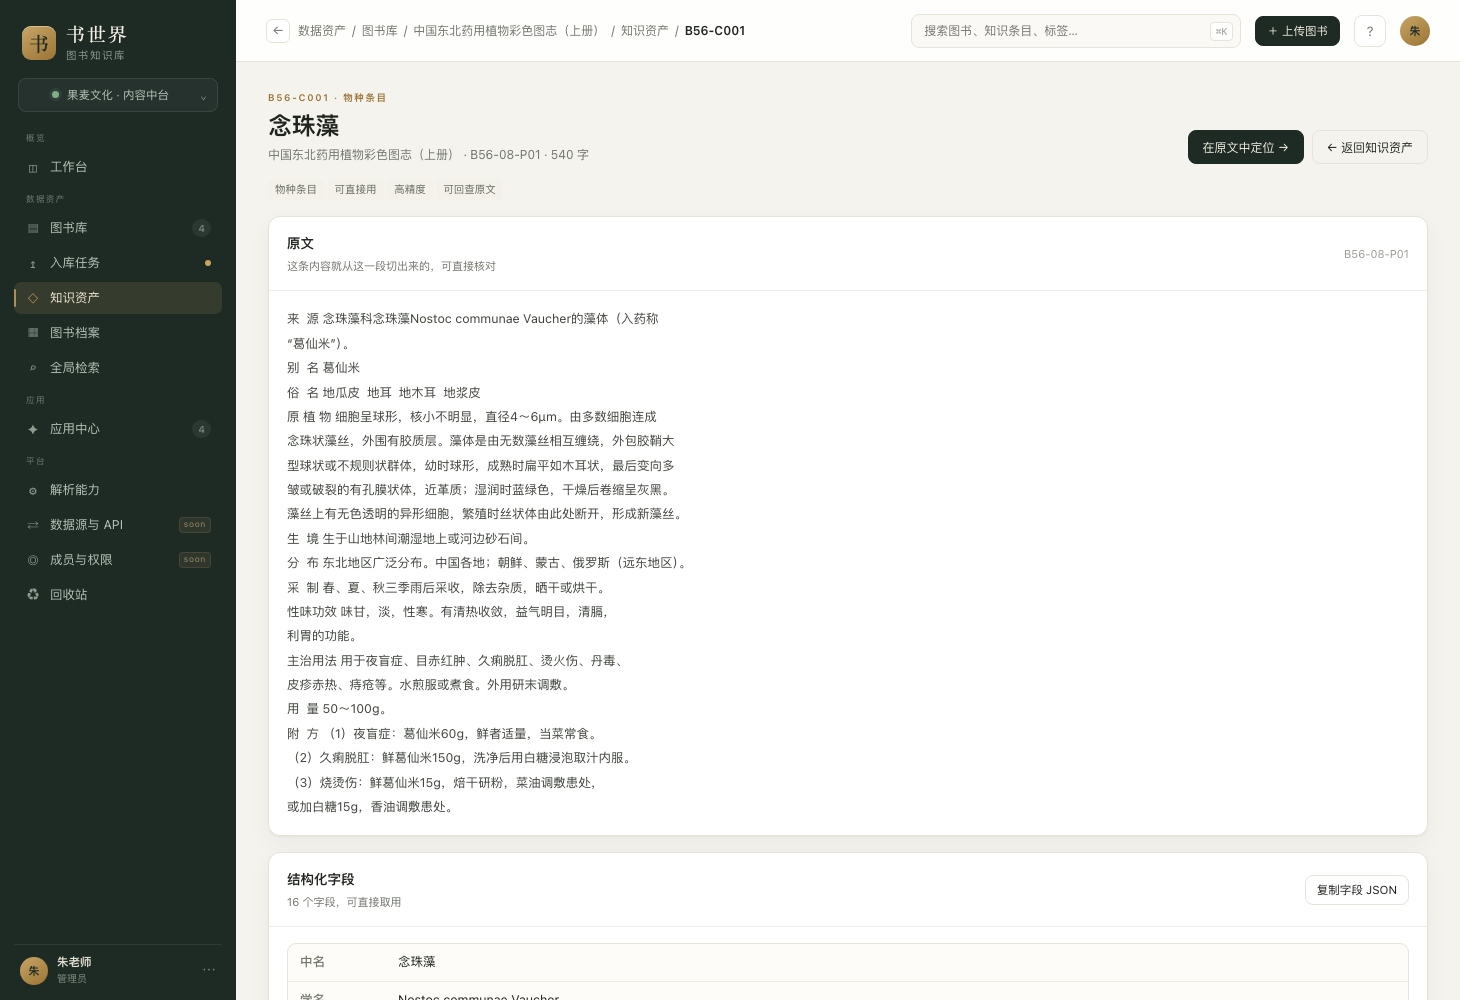 书 书世界
图书知识库
果麦文化 · 内容中台
概览
工作台
数据资产
图书库 4
入库任务
知识资产
图书档案
全局检索
应用
应用中心 4
平台
解析能力
数据源与 API soon
成员与权限 soon
回收站
朱 朱老师
管理员
← 数据资产 / 图书库 / 中国东北药用植物彩色图志（上册） / 知识资产 / B56-C001
搜索图书、知识条目、标签... ⌘K
+ 上传图书
?
朱
B56-C001 · 物种条目
念珠藻
中国东北药用植物彩色图志（上册） · B56-08-P01 · 540 字
在原文中定位 →
← 返回知识资产
物种条目 可直接用 高精度 可回查原文
原文
这条内容就从这一段切出来的，可直接核对
B56-08-P01
来 源 念珠藻科念珠藻Nostoc communae Vaucher的藻体（入药称
“葛仙米”）。
别 名 葛仙米
俗 名 地瓜皮 地耳 地木耳 地浆皮
原 植 物 细胞呈球形，核小不明显，直径4～6μm。由多数细胞连成
念珠状藻丝，外围有胶质层。藻体是由无数藻丝相互缠绕，外包胶鞘大
型球状或不规则状群体，幼时球形，成熟时扁平如木耳状，最后变向多
皱或破裂的有孔膜状体，近革质；湿润时蓝绿色，干燥后卷缩呈灰黑。
藻丝上有无色透明的异形细胞，繁殖时丝状体由此处断开，形成新藻丝。
生 境 生于山地林间潮湿地上或河边砂石间。
分 布 东北地区广泛分布。中国各地；朝鲜、蒙古、俄罗斯（远东地区）。
采 制 春、夏、秋三季雨后采收，除去杂质，晒干或烘干。
性味功效 味甘，淡，性寒。有清热收敛，益气明目，清膈，
利胃的功能。
主治用法 用于夜盲症、目赤红肿、久痢脱肛、烫火伤、丹毒、
皮疹赤热、痔疮等。水煎服或煮食。外用研末调敷。
用 量 50～100g。
附 方 （1）夜盲症：葛仙米60g，鲜者适量，当菜常食。
（2）久痢脱肛：鲜葛仙米150g，洗净后用白糖浸泡取汁内服。
（3）烧烫伤：鲜葛仙米15g，焙干研粉，菜油调敷患处，
或加白糖15g，香油调敷患处。
结构化字段
16 个字段，可直接取用
复制字段 JSON
中名 念珠藻
学名 Nostoc communae Vaucher